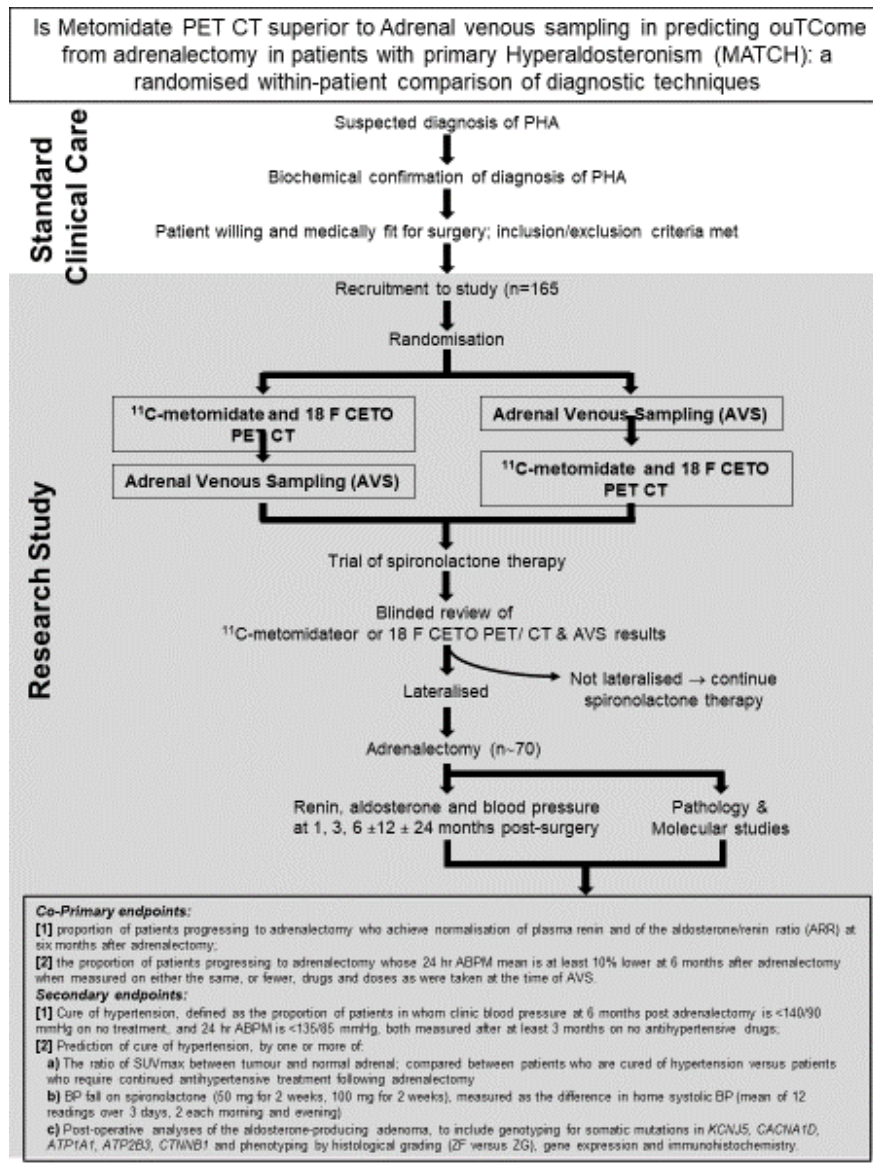 Is Metomidate PET CT superior to Adrenal venous sampling in predicting ouTCome
from adrenalectomy in patients with primary Hyperaldosteronism (MATCH): a
randomised within-patient comparison of diagnostic techniques
Standard
Clinical Care
Suspected diagnosis of PHA
Biochemical confirmation of diagnosis of PHA
Patient willing and medically fit for surgery; inclusion/exclusion criteria met
Research Study
Recruitment to study (n=165
Randomisation
11C-metomidate and 18 F CETO
PET CT
Adrenal Venous Sampling (AVS)
Adrenal Venous Sampling (AVS)
11C-metomidate and 18 F CETO
PET CT
Trial of spironolactone therapy
Blinded review of
11C-metomidateor or 18 F CETO PET/ CT & AVS results
Not lateralised → continue
spironolactone therapy
Lateralised
Adrenalectomy (n~70)
Renin, aldosterone and blood pressure
at 1, 3, 6 ±12 ± 24 months post-surgery
Pathology &
Molecular studies
Co-Primary endpoints:
[1] proportion of patients progressing to adrenalectomy who achieve normalisation of plasma renin and of the aldosterone/renin ratio (ARR) at
six months after adrenalectomy;
[2] the proportion of patients progressing to adrenalectomy whose 24 hr ABPM mean is at least 10% lower at 6 months after adrenalectomy
when measured on either the same, or fewer, drugs and doses as were taken at the time of AVS.
Secondary endpoints:
[1] Cure of hypertension, defined as the proportion of patients in whom clinic blood pressure at 6 months post adrenalectomy is <140/90
mmHg on no treatment, and 24 hr ABPM is <135/85 mmHg, both measured after at least 3 months on no antihypertensive drugs;
[2] Prediction of cure of hypertension, by one or more of:
a) The ratio of SUVmax between tumour and normal adrenal; compared between patients who are cured of hypertension versus patients
who require continued antihypertensive treatment following adrenalectomy
b) BP fall on spironolactone (50 mg for 2 weeks, 100 mg for 2 weeks), measured as the difference in home systolic BP (mean of 12
readings over 3 days, 2 each morning and evening)
c) Post-operative analyses of the aldosterone-producing adenoma, to include genotyping for somatic mutations in KCNJ5, CACNA1D,
ATP1A1, ATP2B3, CTNNB1 and phenotyping by histological grading (ZF versus ZG), gene expression and immunohistochemistry.